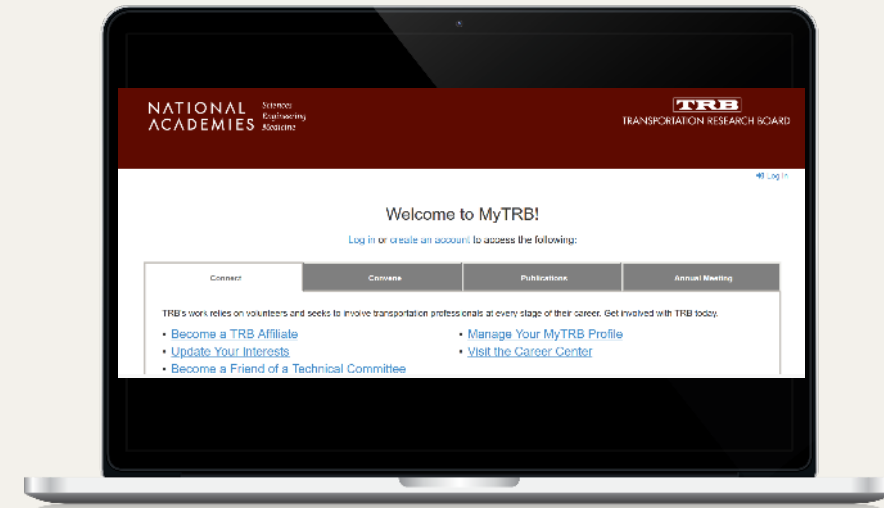 NATIONAL
ACADEMIES
Sciences
Engineering
Medicine
TRB
TRANSPORTATION RESEARCH BOARD
Log In
Welcome to MyTRB!
Log in or create an account to access the following:
Connect Convene Publications Annual Meeting
TRB's work relies on volunteers and seeks to involve transportation professionals at every stage of their career. Get involved with TRB today.
• Become a TRB Affiliate
• Update Your Interests
• Become a Friend of a Technical Committee
• Manage Your MyTRB Profile
• Visit the Career Center